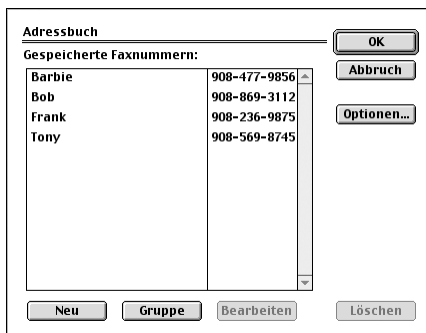 Adressbuch
Gespeicherte Faxnummern:
Barbie 908-477-9856
Bob 908-869-3112
Frank 908-236-9875
Tony 908-569-8745
OK
Abbruch
Optionen...
Neu Gruppe Bearbeiten Löschen